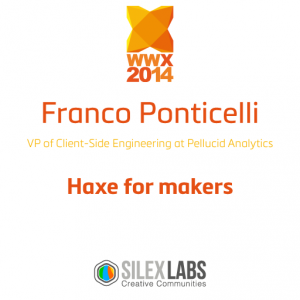 WWX
2014
Franco Ponticelli
VP of Client-Side Engineering at Pellucid Analytics
Haxe for makers
SILEX LABS
Creative Communities